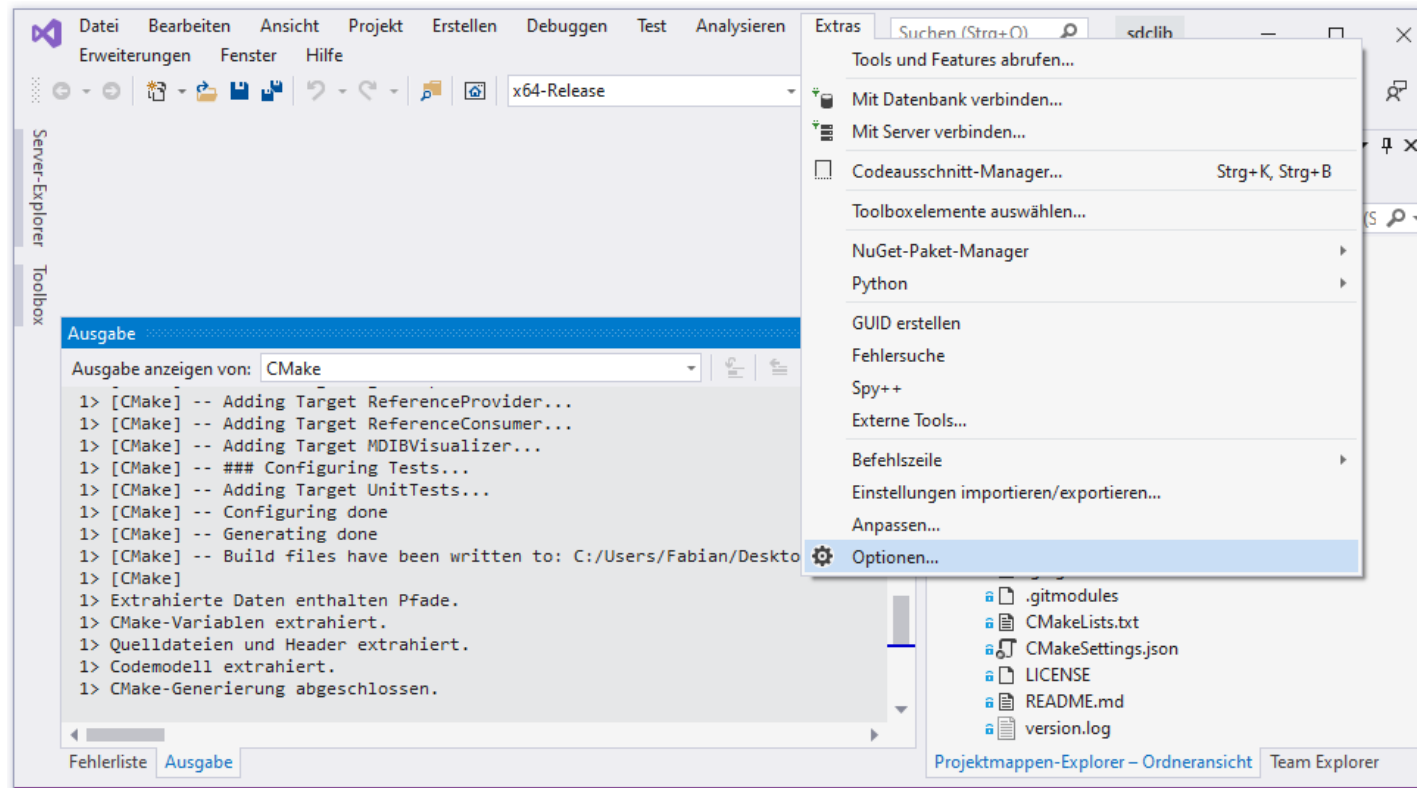 Datei Bearbeiten Ansicht Projekt Erstellen Debuggen Test Analysieren Extras Suchen (Strg+Q) sdclib
Erweiterungen Fenster Hilfe
x64-Release
Server-Explorer
Toolbox
Tools und Features abrufen...
Mit Datenbank verbinden...
Mit Server verbinden...
Codeausschnitt-Manager... Strg+K, Strg+B
Toolboxelemente auswählen...
NuGet-Paket-Manager
Python
GUID erstellen
Fehlersuche
Spy++
Externe Tools...
Befehlszeile
Einstellungen importieren/exportieren...
Anpassen...
Optionen...
Ausgabe
Ausgabe anzeigen von: CMake
1> [CMake] -- Adding Target ReferenceProvider...
1> [CMake] -- Adding Target ReferenceConsumer...
1> [CMake] -- Adding Target MDIBVisualizer...
1> [CMake] -- ### Configuring Tests...
1> [CMake] -- Adding Target UnitTests...
1> [CMake] -- Configuring done
1> [CMake] -- Generating done
1> [CMake] -- Build files have been written to: C:/Users/Fabian/Deskto
1> [CMake]
1> Extrahierte Daten enthalten Pfade.
1> CMake-Variablen extrahiert.
1> Quelldateien und Header extrahiert.
1> Codemodell extrahiert.
1> CMake-Generierung abgeschlossen.
Fehlerliste Ausgabe
(S
.gitmodules
CMakeLists.txt
CMakeSettings.json
LICENSE
README.md
version.log
Projektmappen-Explorer – Ordneransicht Team Explorer